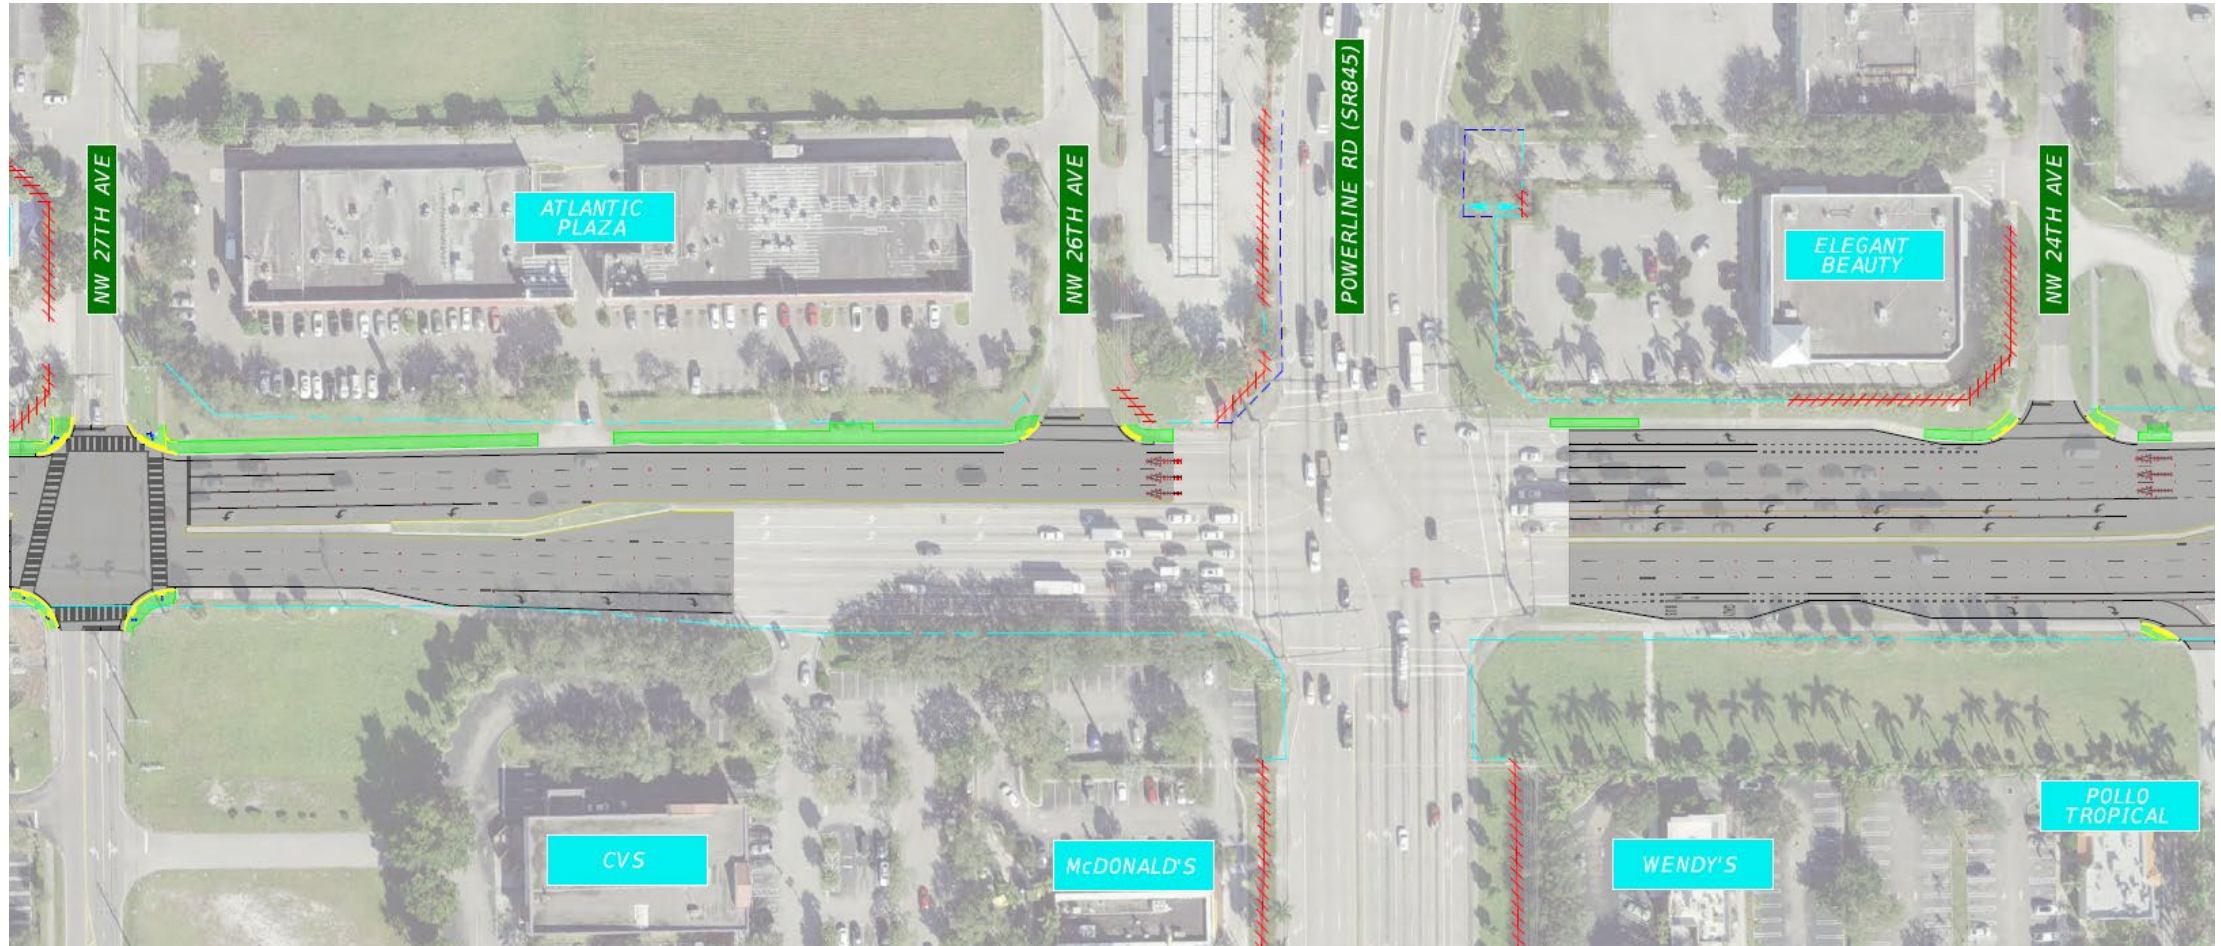 NW 27TH AVE
ATLANTIC
PLAZA
NW 26TH AVE
POWERLINE RD (SR845)
ELEGANT
BEAUTY
NW 24TH AVE
CVS
McDONALD'S
WENDY'S
POLLO
TROPICAL